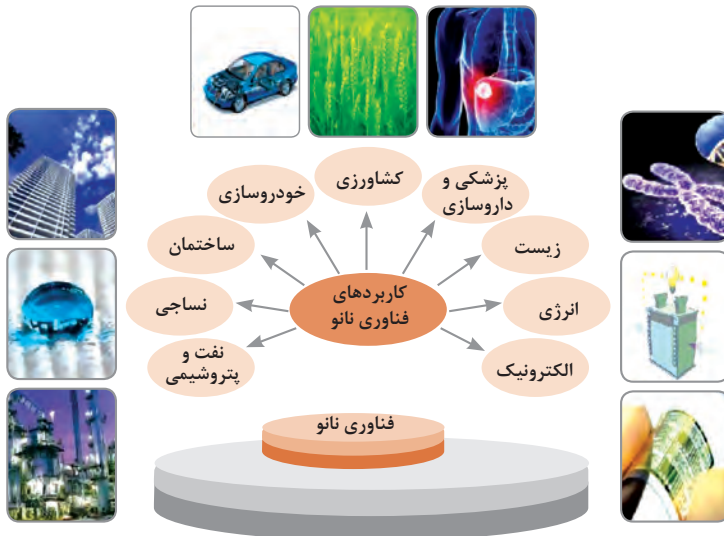 کشاورزی
پزشکی و
داروسازی
خودروسازی
زیست
ساختمان
انرژی
کاربردهای
فناوری نانو
نساجی
الکترونیک
نفت و
پتروشیمی
فناوری نانو